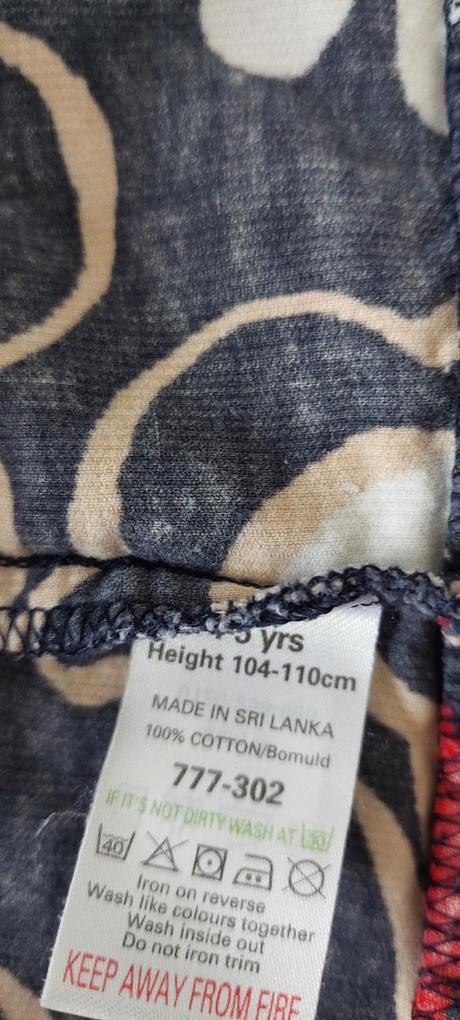 5 yrs
Height 104-110cm
MADE IN SRI LANKA
100% COTTON/Bomuld
777-302
IF IT'S NOT DIRTY WASH AT 30
40
Iron on reverse
Wash like colours together
Wash inside out
Do not iron trim
KEEP AWAY FROM FIRE